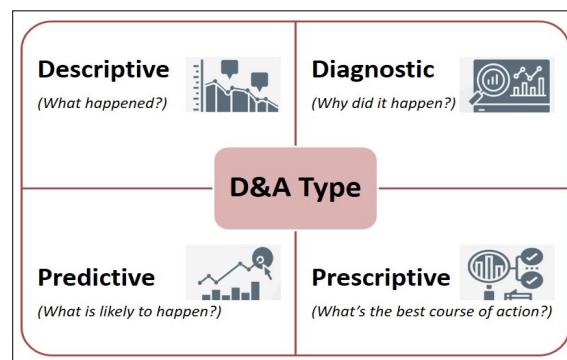 Descriptive
(What happened?)
Diagnostic
(Why did it happen?)
D&A Type
Predictive
(What is likely to happen?)
Prescriptive
(What's the best course of action?)